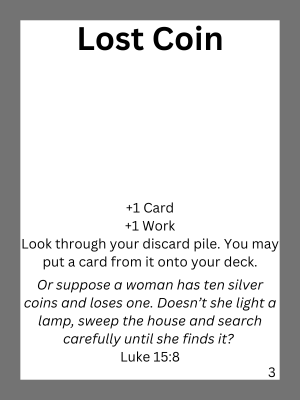 Lost Coin
+1 Card
+1 Work
Look through your discard pile. You may
put a card from it onto your deck.
Or suppose a woman has ten silver
coins and loses one. Doesn’t she light a
lamp, sweep the house and search
carefully until she finds it?
Luke 15:8
3